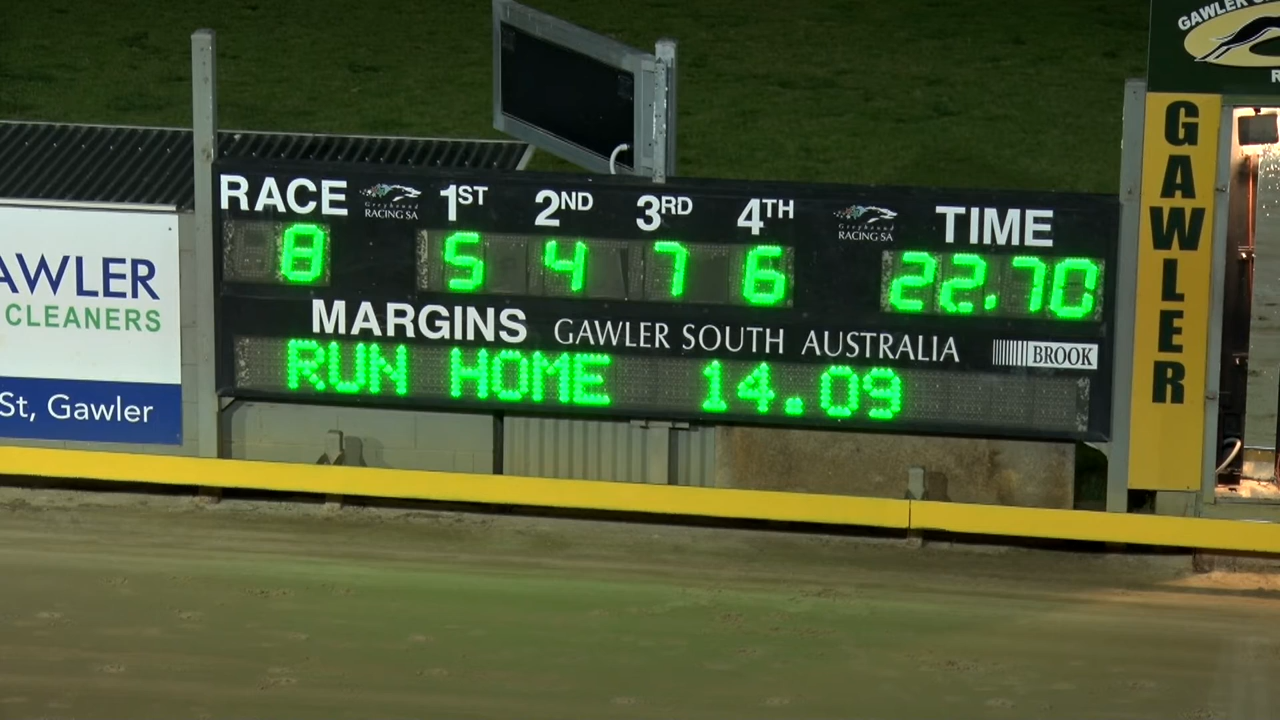 GAWLER
GAWLER
RACE 1ST 2ND 3RD 4TH TIME
Greyhound RACING SA
Greyhound RACING SA
8 5 4 7 6 22.70
MARGINS GAWLER SOUTH AUSTRALIA BROOK
RUN HOME 14.09
AWLER
CLEANERS
St, Gawler